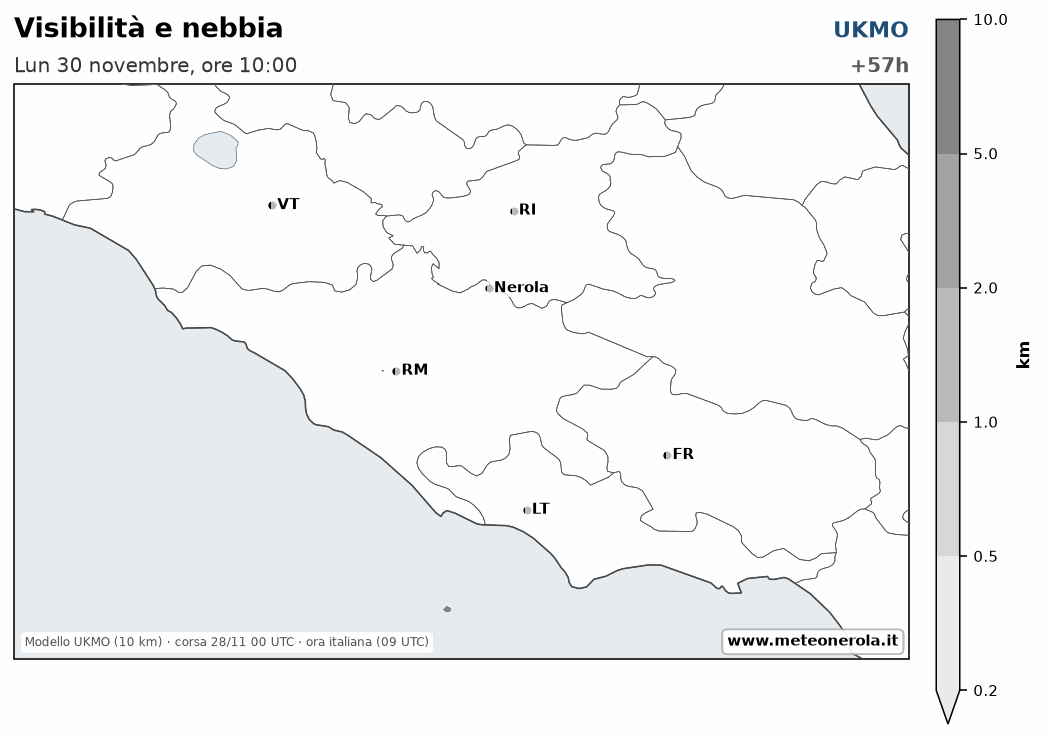 Visibilità e nebbia
UKMO
Lun 30 novembre, ore 10:00
+57h
10.0
5.0
2.0
1.0
0.5
0.2
km
VT
RI
Nerola
RM
FR
LT
Modello UKMO (10 km) · corsa 28/11 00 UTC · ora italiana (09 UTC)
www.meteonerola.it